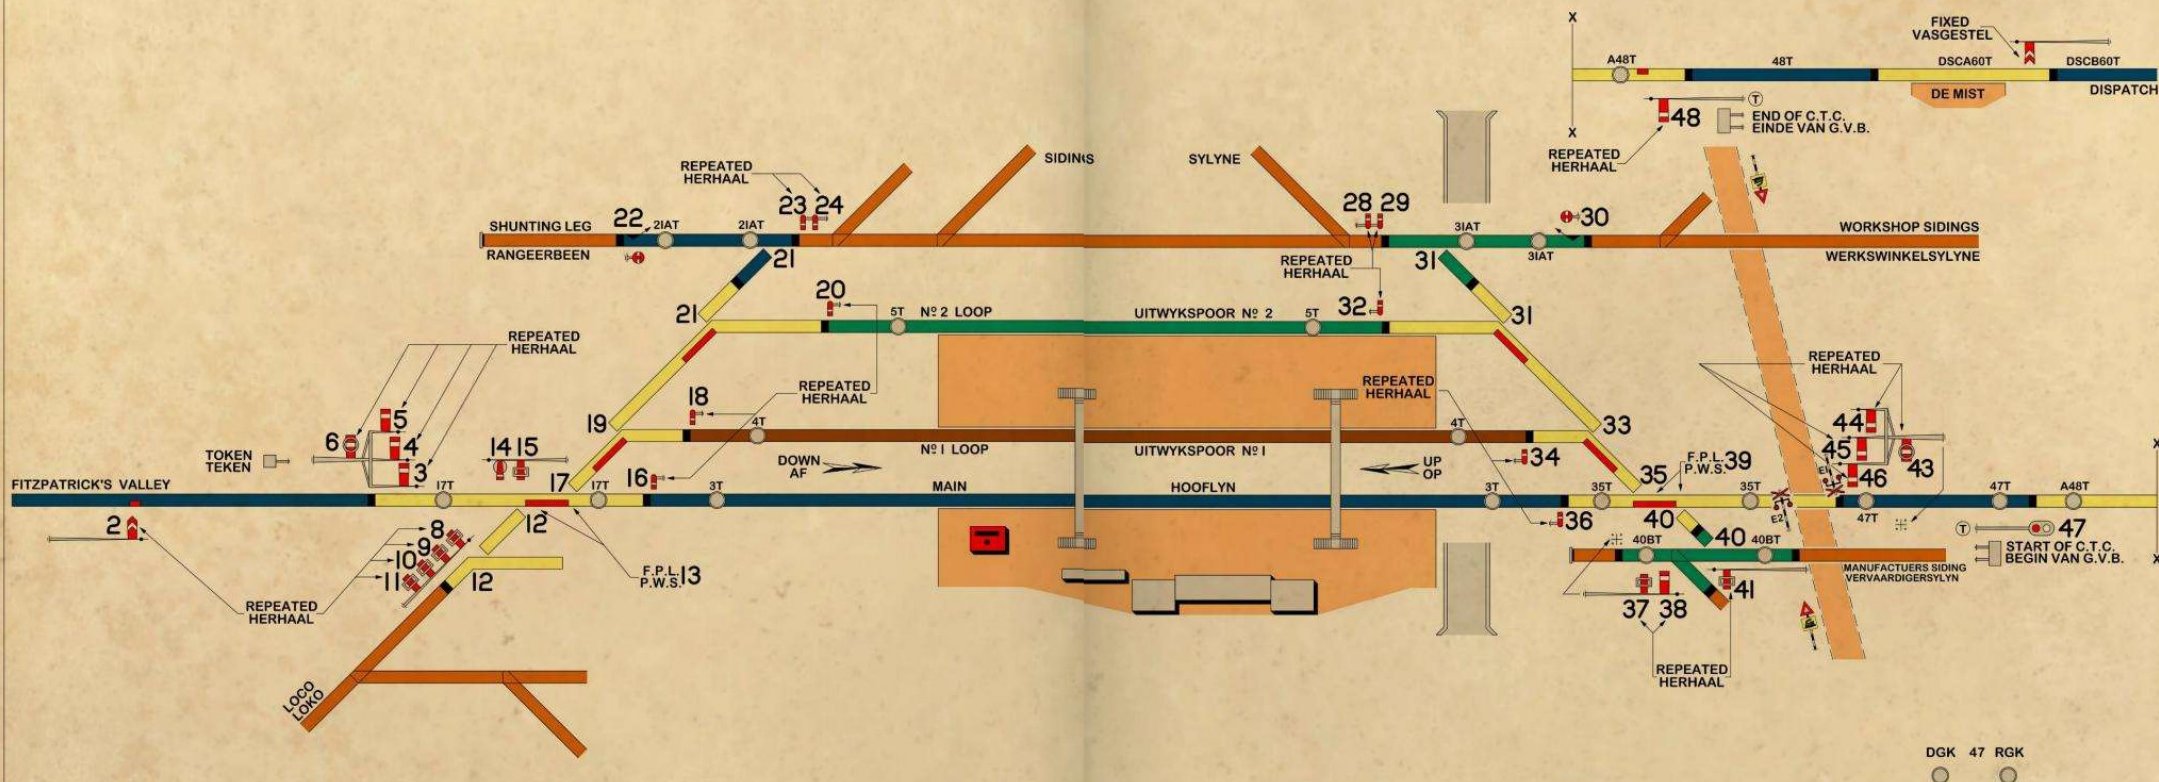 FIXED
VASGESTEL
X
A48T
48T
DSCA60T
DSCB60T
DE MIST
DISPATCH
48
T
END OF C.T.C.
EINDE VAN G.V.B.
X
REPEATED
HERHAAL
SIDINGS
SYLYNE
REPEATED
HERHAAL
23 24
28 29
30
SHUNTING LEG
22
2IAT
2IAT
3IAT
WORKSHOP SIDINGS
RANGEERBEEN
21
REPEATED
HERHAAL
31
3IAT
WERKSWINKELSYLYNE
20
32
21
5T
Nº 2 LOOP
UITWYKSPOOR Nº 2
5T
31
REPEATED
HERHAAL
REPEATED
HERHAAL
REPEATED
HERHAAL
REPEATED
HERHAAL
5
18
44
6
4
19
4T
4T
33
TOKEN
TEKEN
3
14 15
17
DOWN
AF
Nº I LOOP
UITWYKSPOOR Nº I
UP
OP
34
35
F.P.L.
P.W.S.
39
45
46
43
E1
X
FITZPATRICK'S VALLEY
17T
17T
16
3T
MAIN
HOOFLYN
3T
35T
35T
47T
47T
A48T
2
8
9
10
11
12
36
40
E2
T
47
12
F.P.L.
P.W.S.
13
40BT
40BT
40
START OF C.T.C.
BEGIN VAN G.V.B.
X
MANUFACTUERS SIDING
VERVAARDIGERSYLYN
REPEATED
HERHAAL
37 38
41
REPEATED
HERHAAL
LOCO
LOKO
DGK 47 RGK